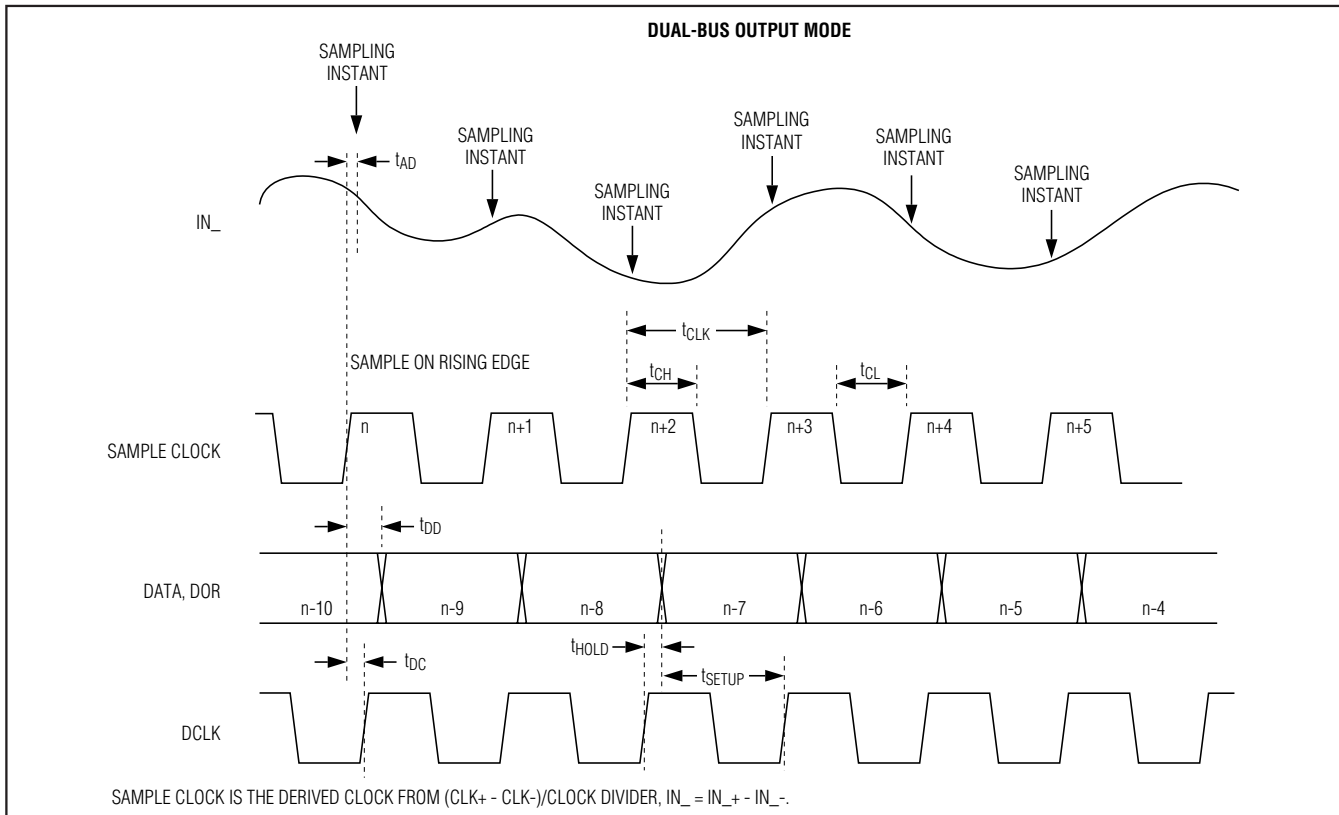 DUAL-BUS OUTPUT MODE
SAMPLING
INSTANT
tAD
SAMPLING
INSTANT
SAMPLING
INSTANT
SAMPLING
INSTANT
SAMPLING
INSTANT
SAMPLING
INSTANT
IN_
tCLK
SAMPLE ON RISING EDGE
tCH
tCL
SAMPLE CLOCK
n
n+1
n+2
n+3
n+4
n+5
tDD
DATA, DOR
n-10
n-9
n-8
n-7
n-6
n-5
n-4
tDC
tHOLD
tSETUP
DCLK
SAMPLE CLOCK IS THE DERIVED CLOCK FROM (CLK+ - CLK-)/CLOCK DIVIDER, IN_ = IN_+ - IN_-.